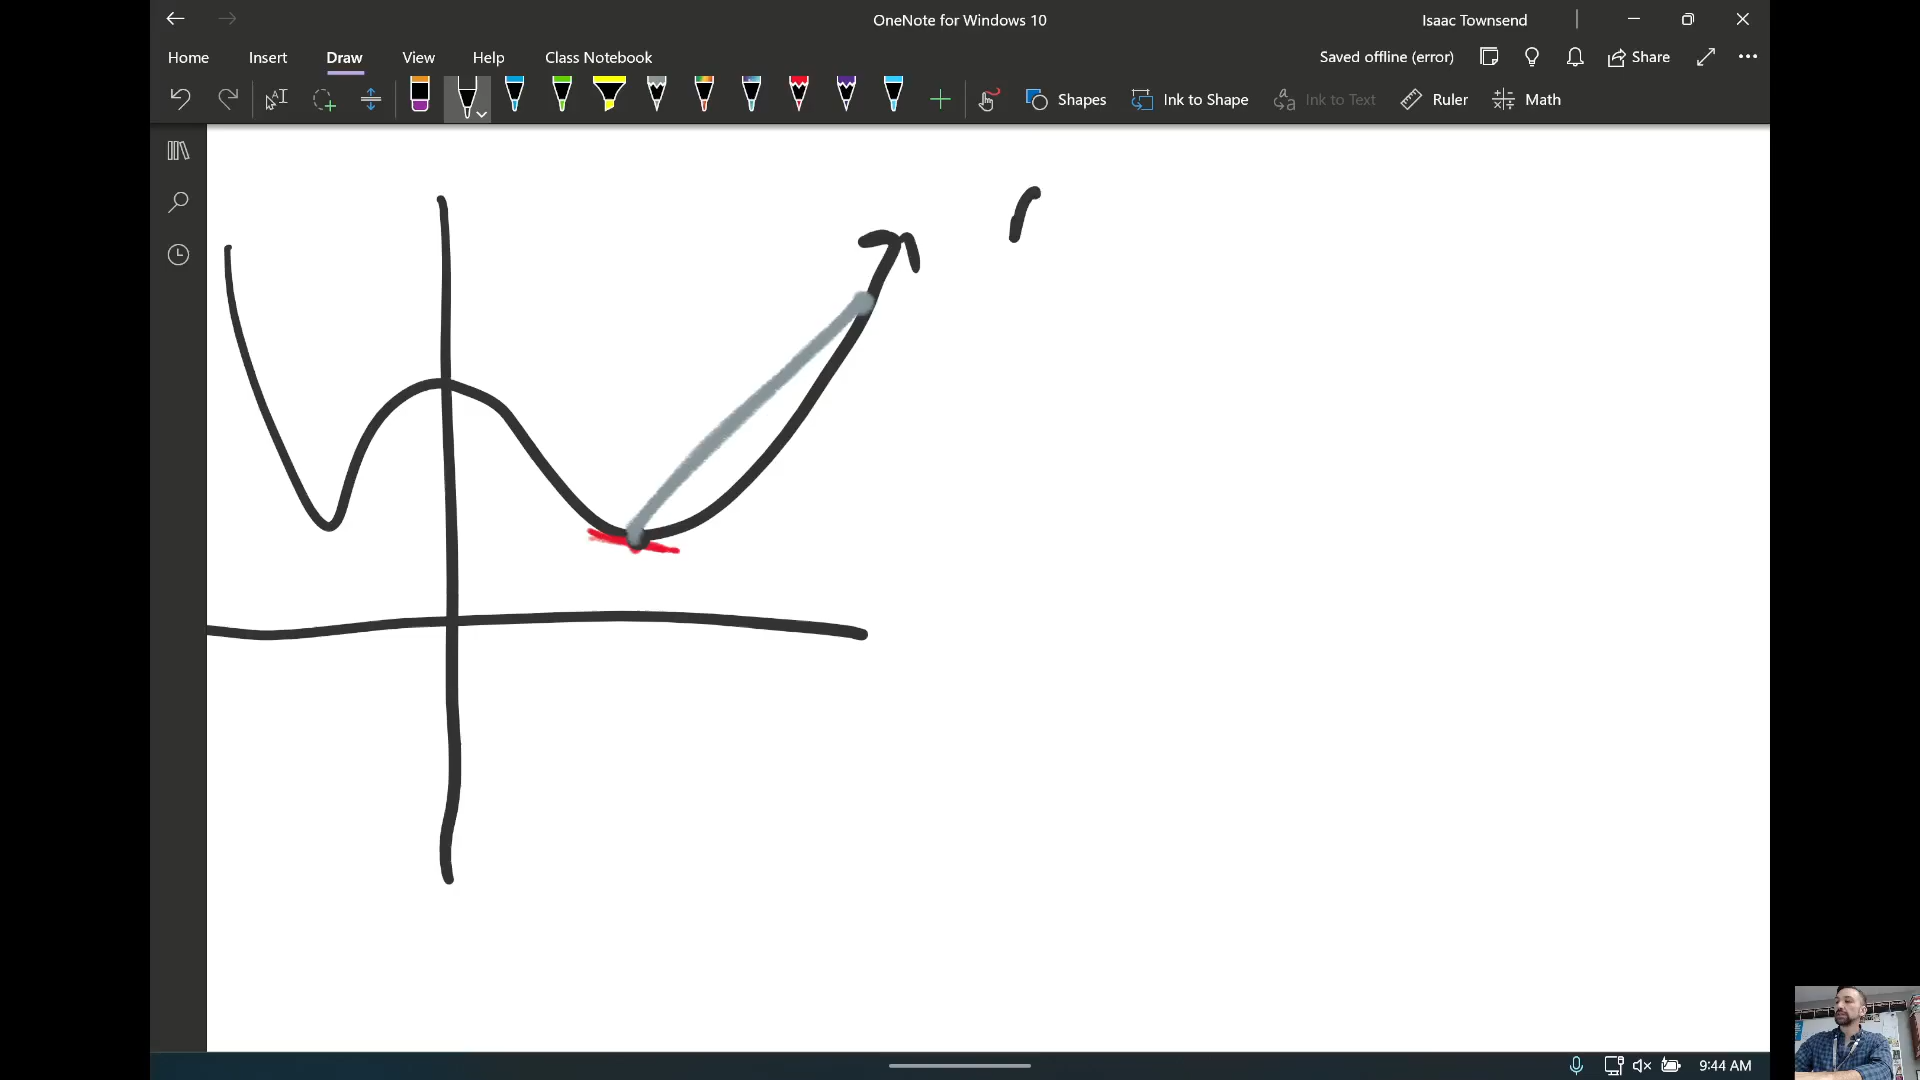 OneNote for Windows 10
Isaac Townsend
Home Insert Draw View Help Class Notebook
Saved offline (error) Share
Shapes Ink to Shape Ink to Text Ruler Math
9:44 AM